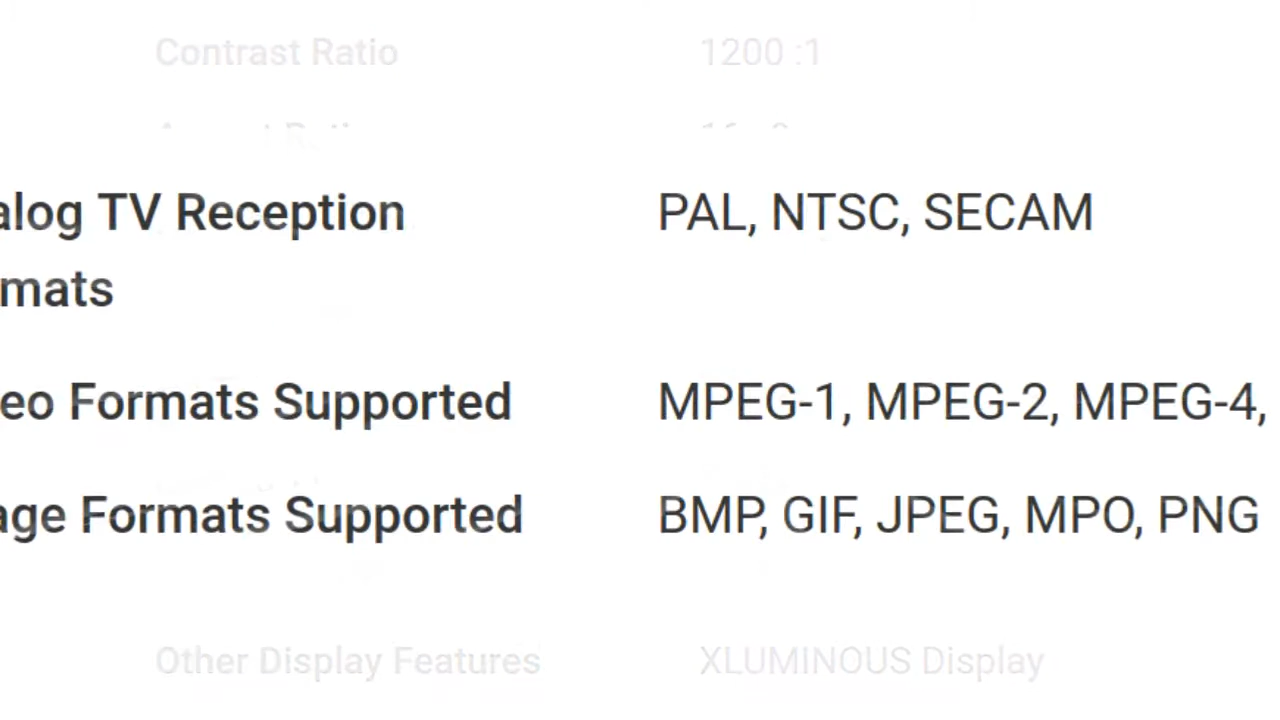 Contrast Ratio 1200 :1
alog TV Reception PAL, NTSC, SECAM
mats
eo Formats Supported MPEG-1, MPEG-2, MPEG-4,
age Formats Supported BMP, GIF, JPEG, MPO, PNG
Other Display Features XLUMINOUS Display